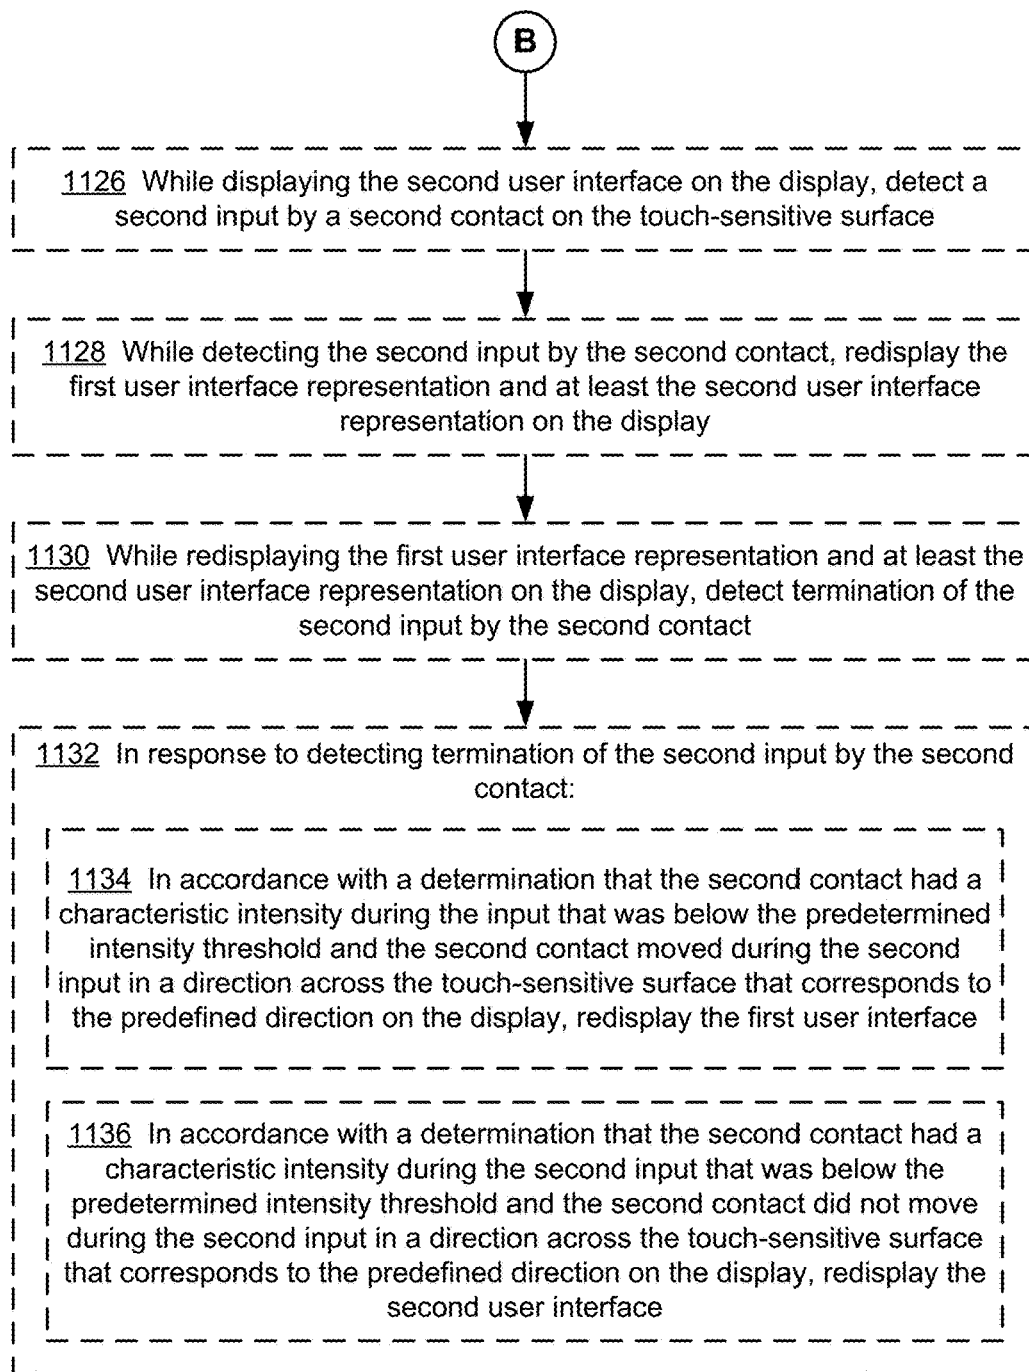 B
1126 While displaying the second user interface on the display, detect a
second input by a second contact on the touch-sensitive surface
1128 While detecting the second input by the second contact, redisplay the
first user interface representation and at least the second user interface
representation on the display
1130 While redisplaying the first user interface representation and at least the
second user interface representation on the display, detect termination of the
second input by the second contact
1132 In response to detecting termination of the second input by the second
contact:
1134 In accordance with a determination that the second contact had a
characteristic intensity during the input that was below the predetermined
intensity threshold and the second contact moved during the second
input in a direction across the touch-sensitive surface that corresponds to
the predefined direction on the display, redisplay the first user interface
1136 In accordance with a determination that the second contact had a
characteristic intensity during the second input that was below the
predetermined intensity threshold and the second contact did not move
during the second input in a direction across the touch-sensitive surface
that corresponds to the predefined direction on the display, redisplay the
second user interface